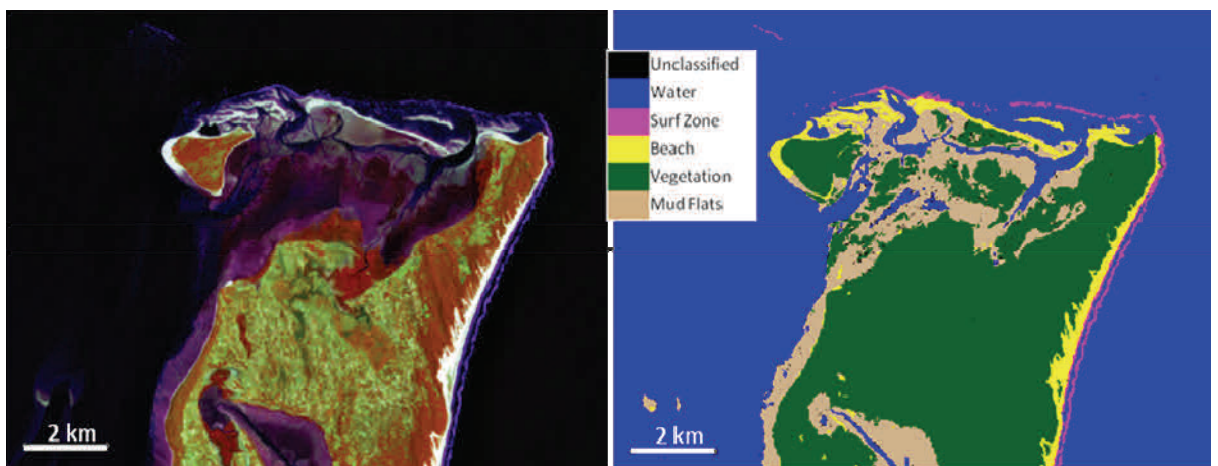 Unclassified
Water
Surf Zone
Beach
Vegetation
Mud Flats
2 km
2 km